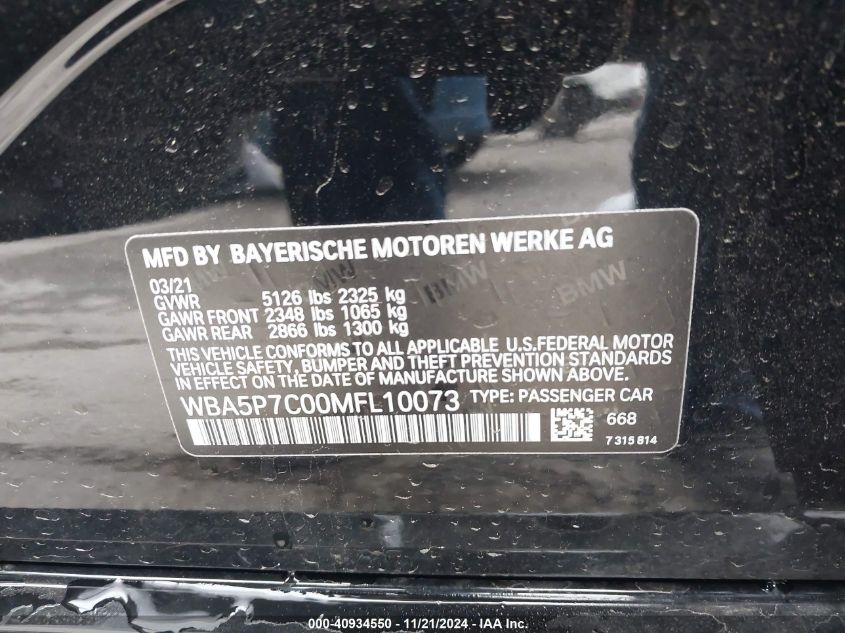 MFD BY BAYERISCHE MOTOREN WERKE AG
03/21
GVWR 5126 lbs 2325 kg
GAWR FRONT 2348 lbs 1065 kg
GAWR REAR 2866 lbs 1300 kg
THIS VEHICLE CONFORMS TO ALL APPLICABLE U.S.FEDERAL MOTOR
VEHICLE SAFETY, BUMPER AND THEFT PREVENTION STANDARDS
IN EFFECT ON THE DATE OF MANUFACTURE SHOWN ABOVE.
WBA5P7C00MFL10073 TYPE: PASSENGER CAR
668
7 315 814
BMW BMW BMW
000-40934550 - 11/21/2024 - IAA Inc.